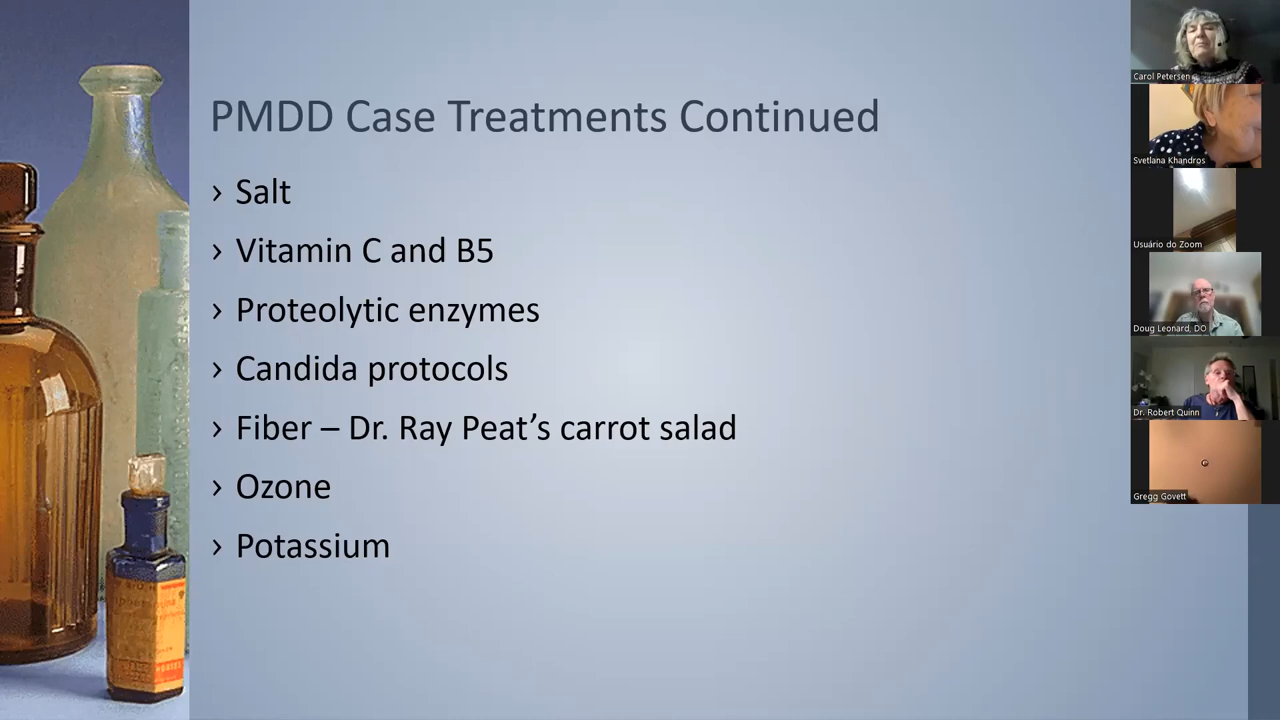 PMDD Case Treatments Continued
› Salt
› Vitamin C and B5
› Proteolytic enzymes
› Candida protocols
› Fiber – Dr. Ray Peat’s carrot salad
› Ozone
› Potassium
Carol Petersen
Svetlana Khandros
Usuário do Zoom
Doug Leonard, DO
Dr. Robert Quinn
Gregg Govett